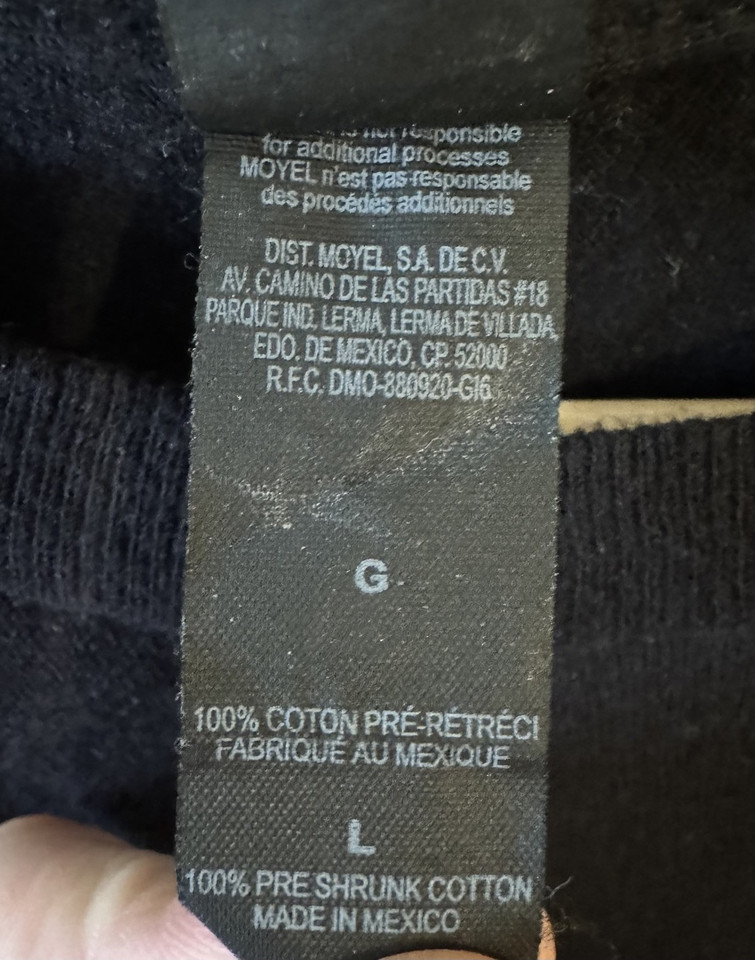 not responsible
for additional processes
MOYEL n'est pas responsable
des procédés additionnels
DIST. MOYEL, S.A. DE C.V.
AV. CAMINO DE LAS PARTIDAS #18
PARQUE IND. LERMA, LERMA DE VILLADA,
EDO. DE MEXICO, CP. 52000
R.F.C. DMO-880920-GI6
G
100% COTON PRÉ-RÉTRÉCI
FABRIQUÉ AU MEXIQUE
L
100% PRE SHRUNK COTTON
MADE IN MEXICO